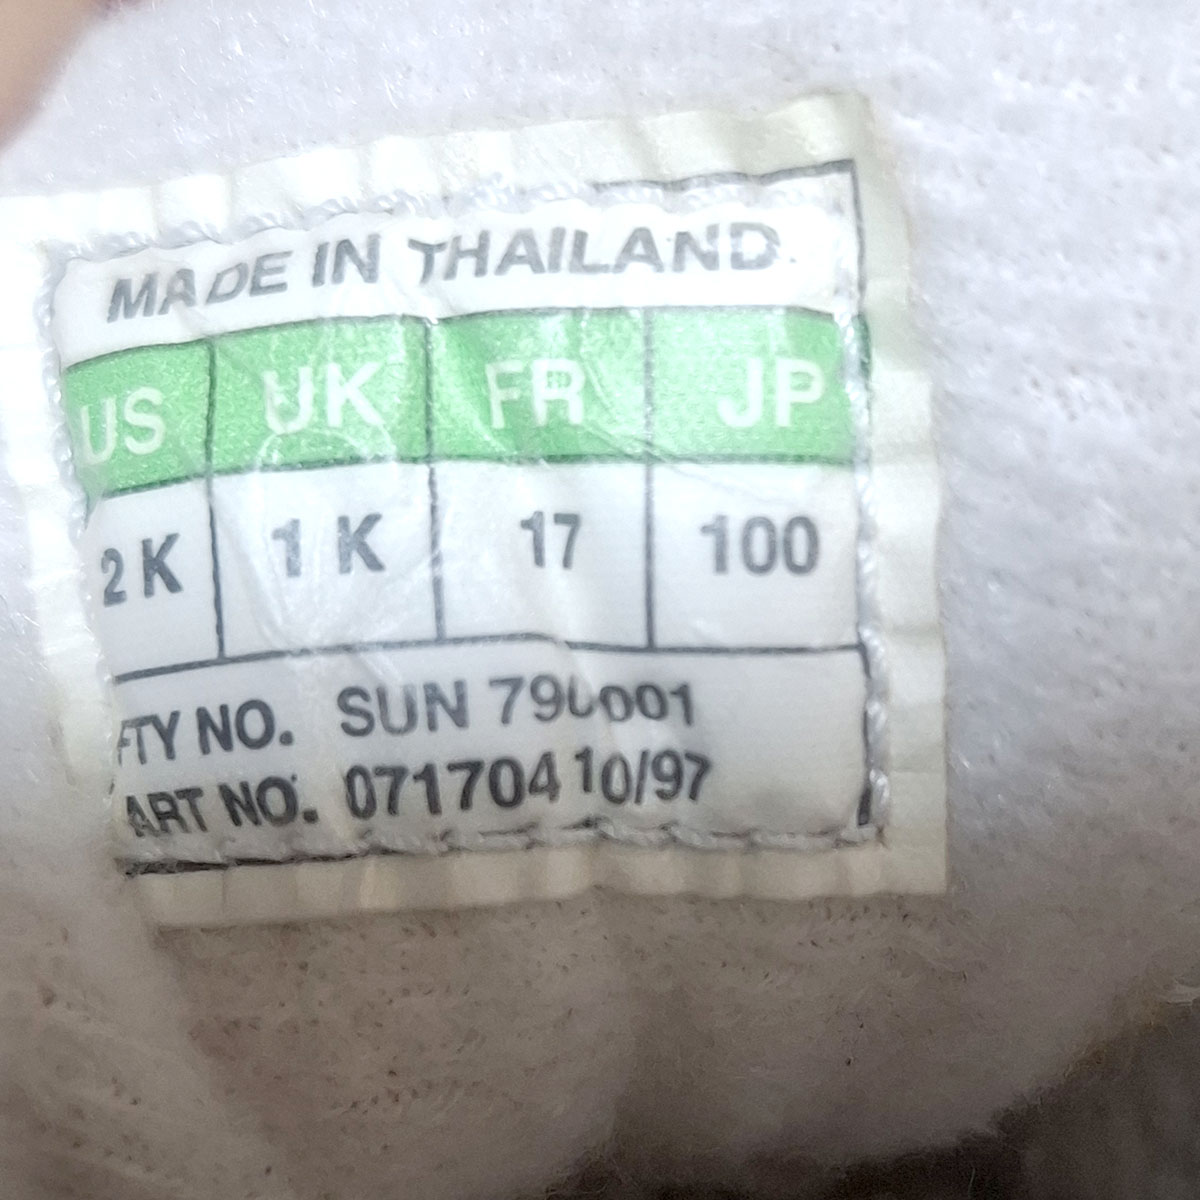 MADE IN THAILAND
US UK FR JP
2 K 1 K 17 100
FTY NO. SUN 790001
ART NO. 071704 10/97